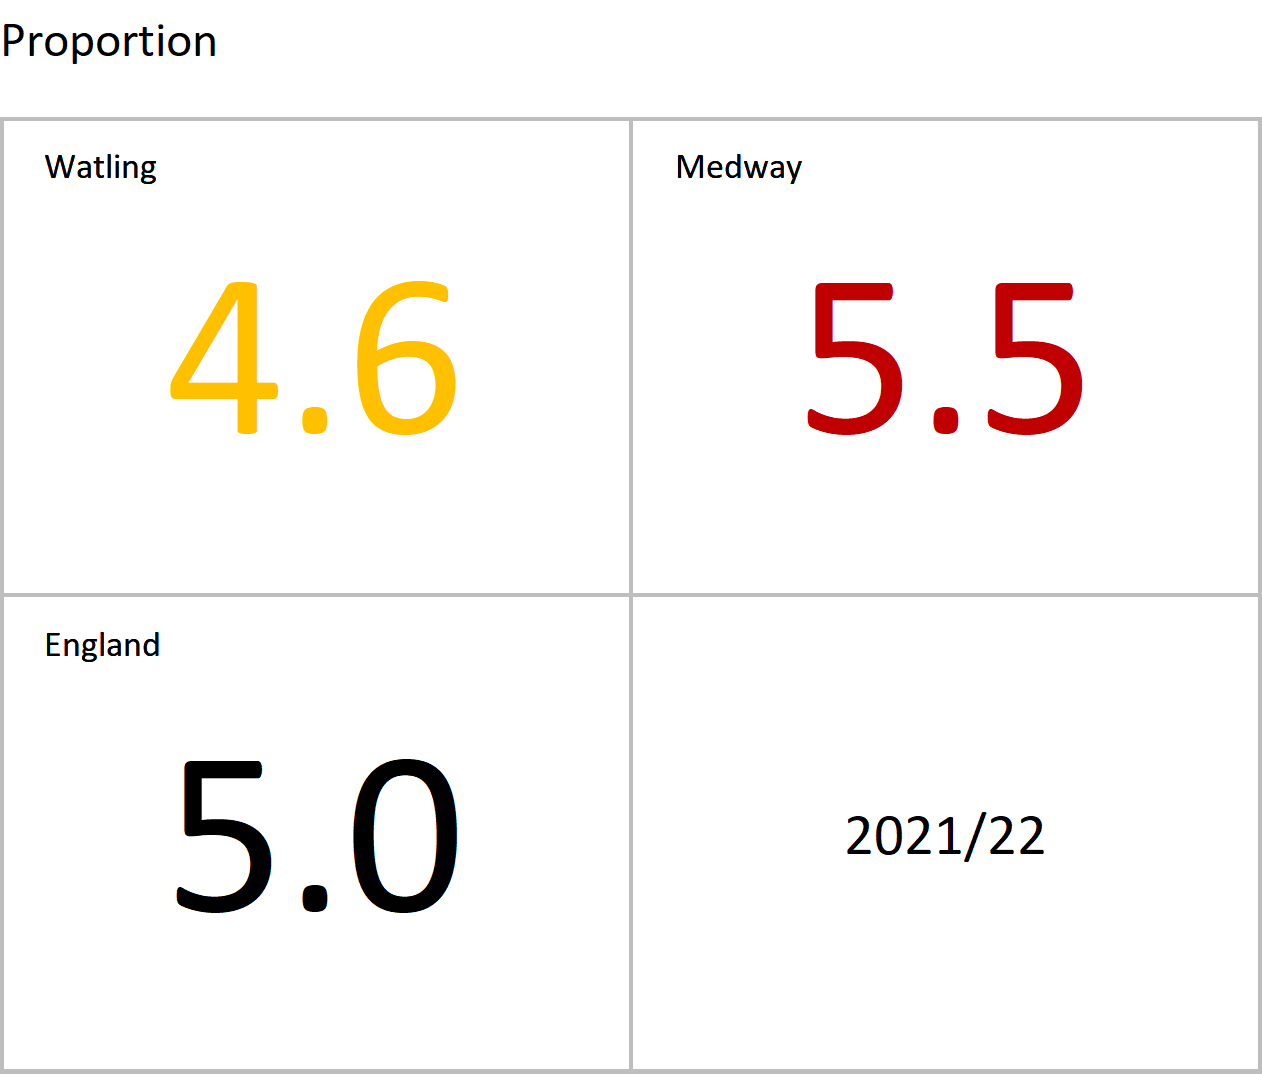 Proportion
Watling
Medway
4.6
5.5
England
5.0
2021/22